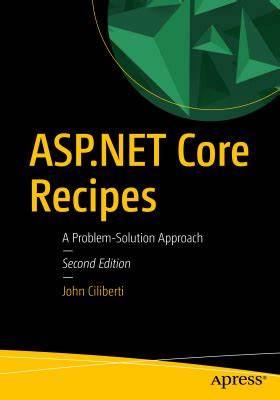 ASP.NET Core
Recipes
A Problem-Solution Approach
—
Second Edition
—
John Ciliberti
Apress®